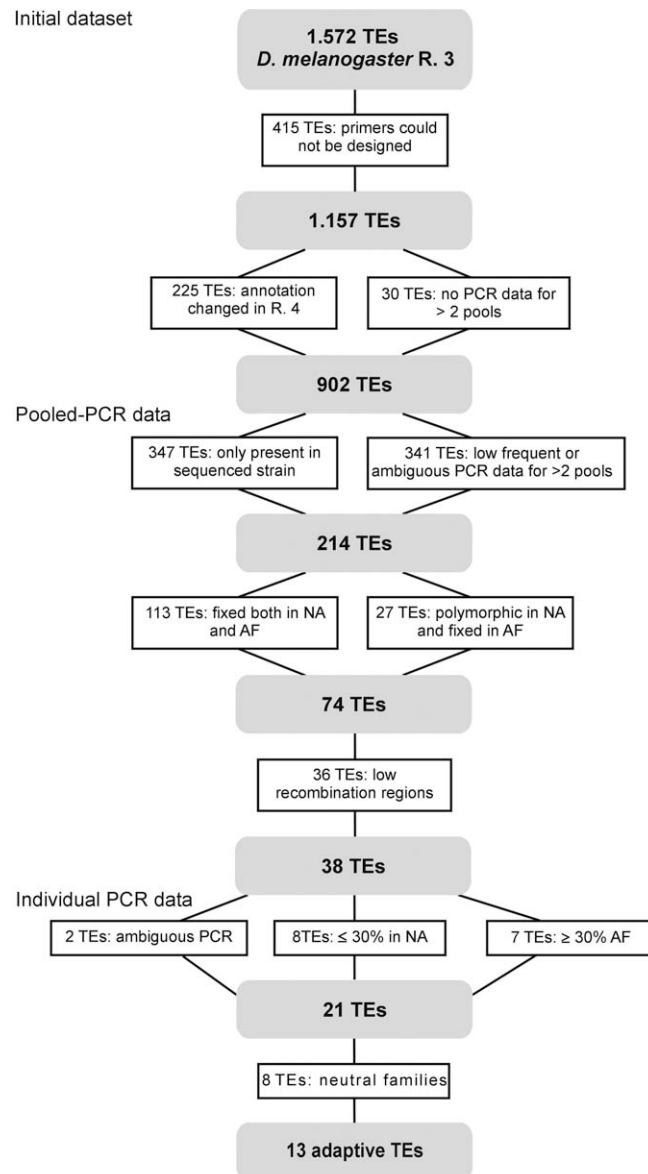 Initial dataset
1.572 TEs
D. melanogaster R. 3
415 TEs: primers could
not be designed
1.157 TEs
225 TEs: annotation
changed in R. 4
30 TEs: no PCR data for
> 2 pools
902 TEs
Pooled-PCR data
347 TEs: only present in
sequenced strain
341 TEs: low frequent or
ambiguous PCR data for >2 pools
214 TEs
113 TEs: fixed both in NA
and AF
27 TEs: polymorphic in NA
and fixed in AF
74 TEs
36 TEs: low
recombination regions
38 TEs
Individual PCR data
2 TEs: ambiguous PCR
8TEs: ≤ 30% in NA
7 TEs: ≥ 30% AF
21 TEs
8 TEs: neutral families
13 adaptive TEs